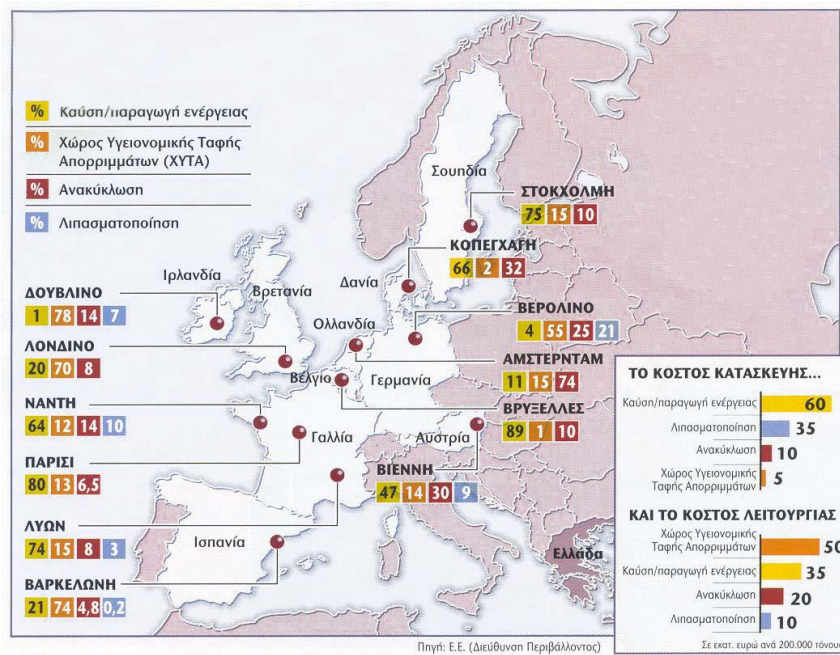 % Καύση/παραγωγή ενέργειας
% Χώρος Υγειονομικής Ταφής
Απορριμμάτων (ΧΥΤΑ)
% Ανακύκλωση
% Λιπασματοποίηση
Σουηδία
ΣΤΟΚΧΟΛΜΗ
75 15 10
ΚΟΠΕΓΧΑΓΗ
66 2 32
Ιρλανδία
Βρετανία
Δανία
ΔΟΥΒΛΙΝΟ
1 78 14 7
Ολλανδία
ΒΕΡΟΛΙΝΟ
4 55 25 21
ΛΟΝΔΙΝΟ
20 70 8
ΑΜΣΤΕΡΝΤΑΜ
11 15 74
Βέλγιο
Γερμανία
ΝΑΝΤΗ
64 12 14 10
ΒΡΥΞΕΛΛΕΣ
89 1 10
Γαλλία
Αυστρία
ΠΑΡΙΣΙ
80 13 6,5
ΒΙΕΝΝΗ
47 14 30 9
ΛΥΩΝ
74 15 8 3
Ισπανία
Ελλάδα
ΒΑΡΚΕΛΩΝΗ
21 74 4,8 0,2
ΤΟ ΚΟΣΤΟΣ ΚΑΤΑΣΚΕΥΗΣ...
Καύση/παραγωγή ενέργειας 60
Λιπασματοποίηση 35
Ανακύκλωση 10
Χώρος Υγειονομικής
Ταφής Απορριμμάτων 5
ΚΑΙ ΤΟ ΚΟΣΤΟΣ ΛΕΙΤΟΥΡΓΙΑΣ
Χώρος Υγειονομικής
Ταφής Απορριμμάτων 50
Καύση/παραγωγή ενέργειας 35
Ανακύκλωση 20
Λιπασματοποίηση 10
Σε εκατ. ευρώ ανά 200.000 τόνους
Πηγή: Ε.Ε. (Διεύθυνση Περιβάλλοντος)